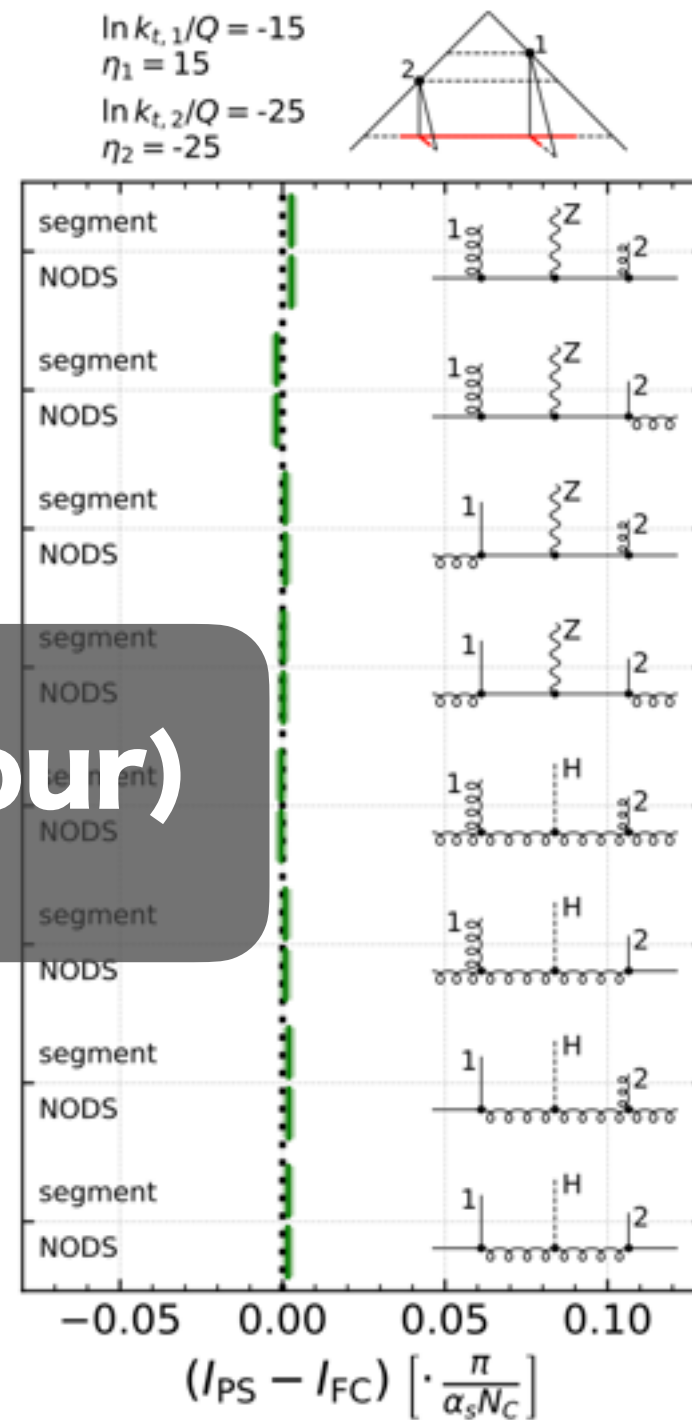 ln k_{t,1}/Q = -15
η_1 = 15
ln k_{t,2}/Q = -25
η_2 = -25
2 1
segment 1 Z 2
NODS
segment 1 Z 2
NODS
segment 1 Z 2
NODS
segment 1 Z 2
NODS
our)
segment 1 H 2
NODS
segment 1 H 2
NODS
segment 1 H 2
NODS
segment 1 H 2
NODS
−0.05 0.00 0.05 0.10
(I_PS − I_FC) [· π/(α_s N_C)]